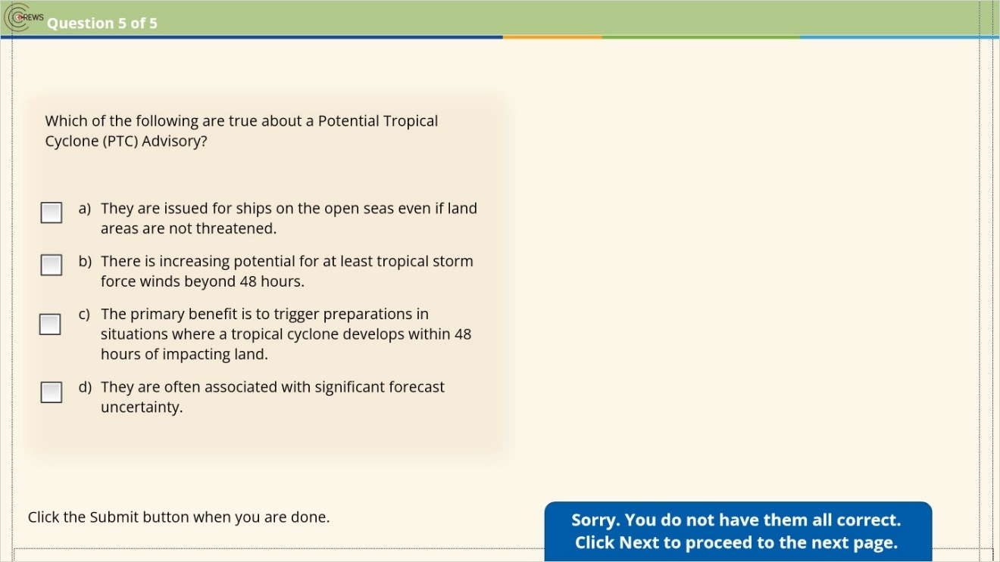 CREWS
Question 5 of 5
Which of the following are true about a Potential Tropical
Cyclone (PTC) Advisory?
a) They are issued for ships on the open seas even if land
areas are not threatened.
b) There is increasing potential for at least tropical storm
force winds beyond 48 hours.
c) The primary benefit is to trigger preparations in
situations where a tropical cyclone develops within 48
hours of impacting land.
d) They are often associated with significant forecast
uncertainty.
Click the Submit button when you are done.
Sorry. You do not have them all correct.
Click Next to proceed to the next page.